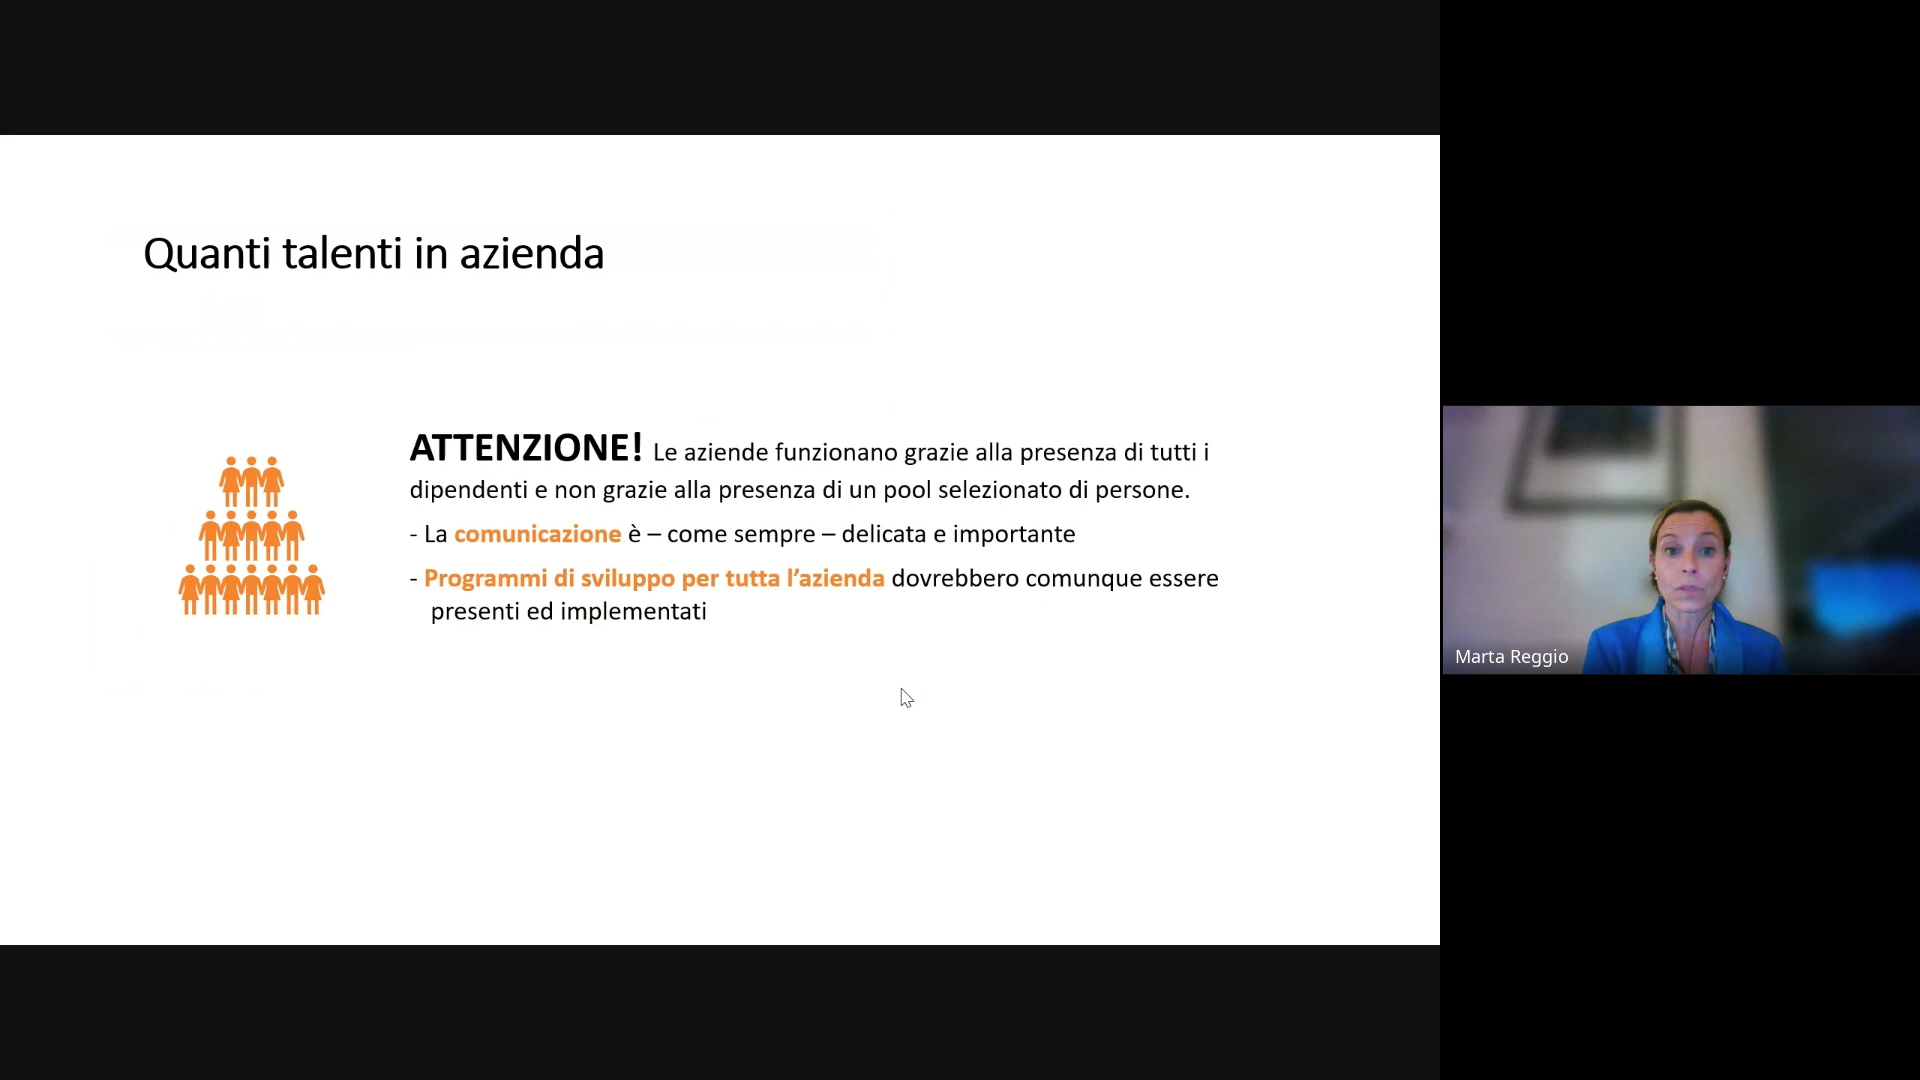 Quanti talenti in azienda
ATTENZIONE! Le aziende funzionano grazie alla presenza di tutti i
dipendenti e non grazie alla presenza di un pool selezionato di persone.
- La comunicazione è – come sempre – delicata e importante
- Programmi di sviluppo per tutta l’azienda dovrebbero comunque essere
presenti ed implementati
Marta Reggio